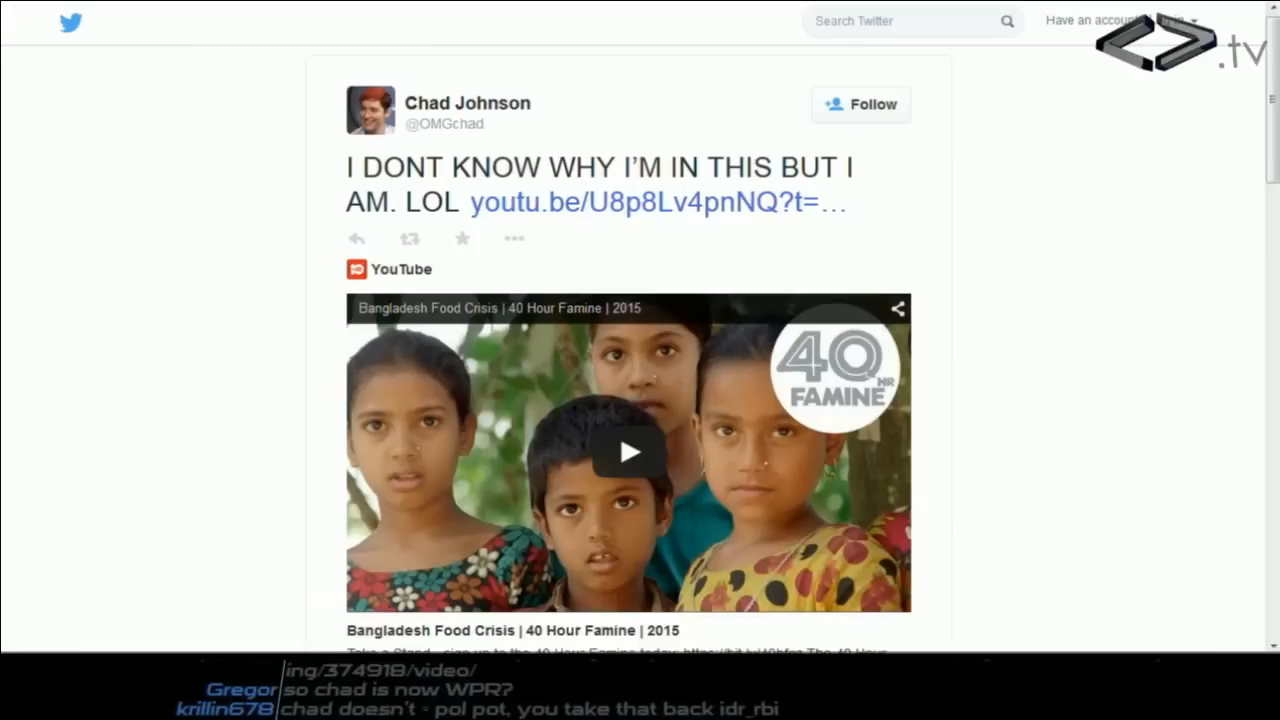 Search Twitter
Have an account
.tv
Chad Johnson
@OMGchad
Follow
I DONT KNOW WHY I'M IN THIS BUT I
AM. LOL youtu.be/U8p8Lv4pnNQ?t=…
YouTube
Bangladesh Food Crisis | 40 Hour Famine | 2015
40
HR
FAMINE
Bangladesh Food Crisis | 40 Hour Famine | 2015
ing/374918/video/
Gregor so chad is now WPR?
krillin678 chad doesn't - pol pot, you take that back idr_rbi